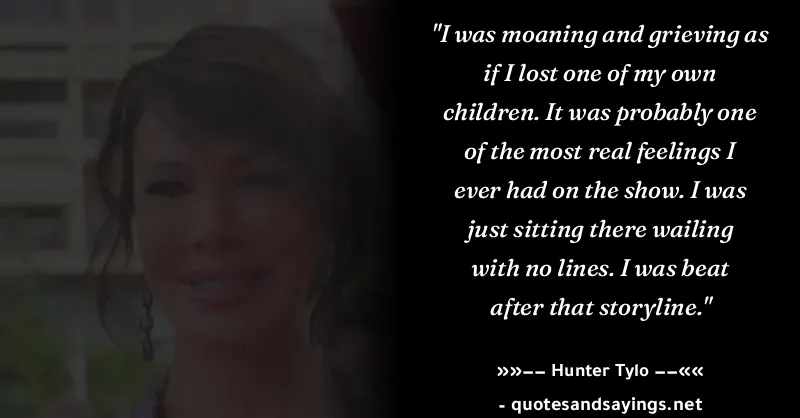 "I was moaning and grieving as
if I lost one of my own
children. It was probably one
of the most real feelings I
ever had on the show. I was
just sitting there wailing
with no lines. I was beat
after that storyline."
»»−− Hunter Tylo −−««
- quotesandsayings.net